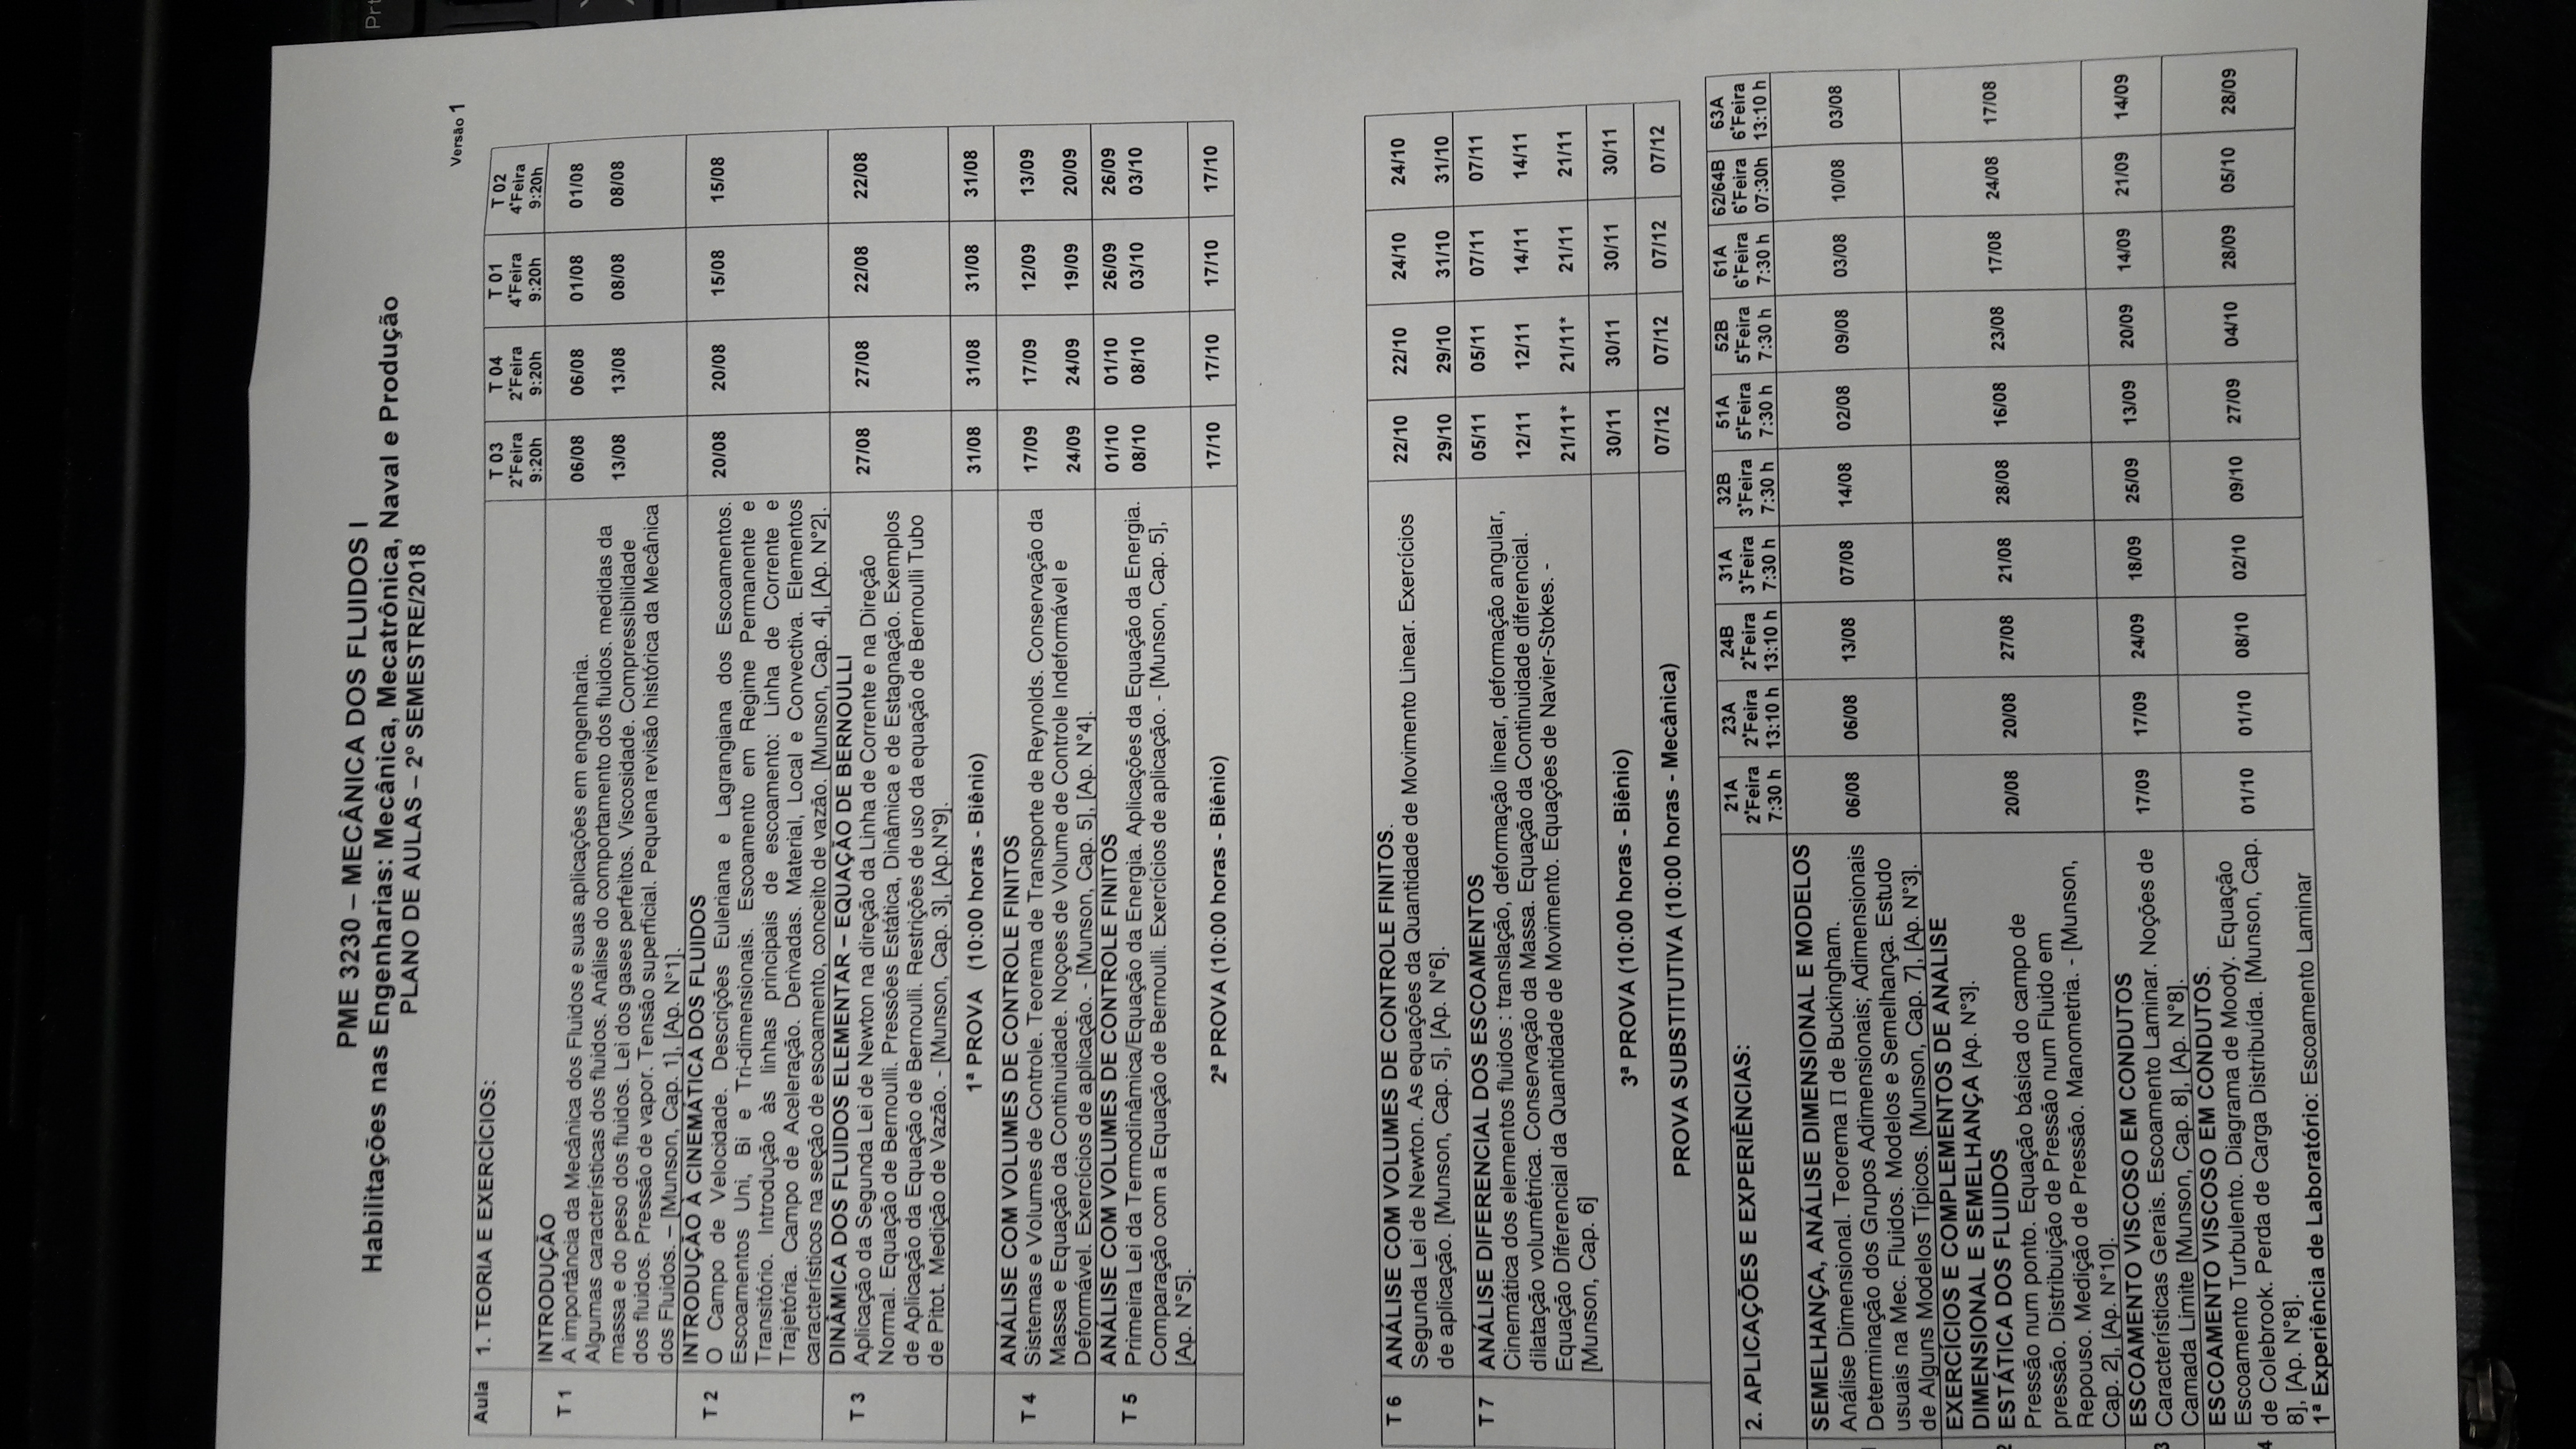 Prt
PME 3230 – MECÂNICA DOS FLUIDOS I
Habilitações nas Engenharias: Mecânica, Mecatrônica, Naval e Produção
PLANO DE AULAS – 2º SEMESTRE/2018
Versão 1
Aula 1. TEORIA E EXERCÍCIOS: T 03 T 04 T 01 T 02
2ªFeira 2ªFeira 4ªFeira 4ªFeira
9:20h 9:20h 9:20h 9:20h
INTRODUÇÃO
T 1 A importância da Mecânica dos Fluidos e suas aplicações em engenharia. 06/08 06/08 01/08 01/08
Algumas características dos fluidos. Análise do comportamento dos fluidos. medidas da
massa e do peso dos fluidos. Lei dos gases perfeitos. Viscosidade. Compressibilidade 13/08 13/08 08/08 08/08
dos fluidos. Pressão de vapor. Tensão superficial. Pequena revisão histórica da Mecânica
dos Fluidos. – [Munson, Cap. 1], [Ap. N°1].
INTRODUÇÃO À CINEMÁTICA DOS FLUIDOS
T 2 O Campo de Velocidade. Descrições Euleriana e Lagrangiana dos Escoamentos. 20/08 20/08 15/08 15/08
Escoamentos Uni, Bi e Tri-dimensionais. Escoamento em Regime Permanente e
Transitório. Introdução às linhas principais de escoamento: Linha de Corrente e
Trajetória. Campo de Aceleração. Derivadas. Material, Local e Convectiva. Elementos
característicos na seção de escoamento, conceito de vazão. [Munson, Cap. 4], [Ap. N°2].
DINÂMICA DOS FLUIDOS ELEMENTAR – EQUAÇÃO DE BERNOULLI
T 3 Aplicação da Segunda Lei de Newton na direção da Linha de Corrente e na Direção 27/08 27/08 22/08 22/08
Normal. Equação de Bernoulli. Pressões Estática, Dinâmica e de Estagnação. Exemplos
de Aplicação da Equação de Bernoulli. Restrições de uso da equação de Bernoulli Tubo
de Pitot. Medição de Vazão. - [Munson, Cap. 3], [Ap.N°9].
1ª PROVA (10:00 horas - Biênio) 31/08 31/08 31/08 31/08
ANÁLISE COM VOLUMES DE CONTROLE FINITOS
T 4 Sistemas e Volumes de Controle. Teorema de Transporte de Reynolds. Conservação da 17/09 17/09 12/09 13/09
Massa e Equação da Continuidade. Noçoes de Volume de Controle Indeformável e
Deformável. Exercícios de aplicação. - [Munson, Cap. 5], [Ap. N°4]. 24/09 24/09 19/09 20/09
ANÁLISE COM VOLUMES DE CONTROLE FINITOS 01/10 01/10 26/09 26/09
T 5 Primeira Lei da Termodinâmica/Equação da Energia. Aplicações da Equação da Energia. 08/10 08/10 03/10 03/10
Comparação com a Equação de Bernoulli. Exercícios de aplicação. - [Munson, Cap. 5],
[Ap. N°5].
2ª PROVA (10:00 horas - Biênio) 17/10 17/10 17/10 17/10
T 6 ANÁLISE COM VOLUMES DE CONTROLE FINITOS. 22/10 22/10 24/10 24/10
Segunda Lei de Newton. As equações da Quantidade de Movimento Linear. Exercícios
de aplicação. [Munson, Cap. 5], [Ap. N°6]. 29/10 29/10 31/10 31/10
T 7 ANÁLISE DIFERENCIAL DOS ESCOAMENTOS 05/11 05/11 07/11 07/11
Cinemática dos elementos fluidos : translação, deformação linear, deformação angular,
dilatação volumétrica. Conservação da Massa. Equação da Continuidade diferencial. 12/11 12/11 14/11 14/11
Equação Diferencial da Quantidade de Movimento. Equações de Navier-Stokes. -
[Munson, Cap. 6] 21/11* 21/11* 21/11 21/11
3ª PROVA (10:00 horas - Biênio) 30/11 30/11 30/11 30/11
PROVA SUBSTITUTIVA (10:00 horas - Mecânica) 07/12 07/12 07/12 07/12
2. APLICAÇÕES E EXPERIÊNCIAS: 21A 23A 24B 31A 32B 51A 52B 61A 62/64B 63A
2ªFeira 2ªFeira 2ªFeira 3ªFeira 3ªFeira 5ªFeira 5ªFeira 6ªFeira 6ªFeira 6ªFeira
7:30 h 13:10 h 13:10 h 7:30 h 7:30 h 7:30 h 7:30 h 7:30 h 07:30h 13:10 h
SEMELHANÇA, ANÁLISE DIMENSIONAL E MODELOS
Análise Dimensional. Teorema Π de Buckingham. 06/08 06/08 13/08 07/08 14/08 02/08 09/08 03/08 10/08 03/08
Determinação dos Grupos Adimensionais; Adimensionais
usuais na Mec. Fluidos. Modelos e Semelhança. Estudo
de Alguns Modelos Típicos. [Munson, Cap. 7], [Ap. N°3].
EXERCÍCIOS E COMPLEMENTOS DE ANALISE
DIMENSIONAL E SEMELHANÇA [Ap. N°3].
2 ESTÁTICA DOS FLUIDOS 20/08 20/08 27/08 21/08 28/08 16/08 23/08 17/08 24/08 17/08
Pressão num ponto. Equação básica do campo de
pressão. Distribuição de Pressão num Fluido em
Repouso. Medição de Pressão. Manometria. - [Munson,
Cap. 2], [Ap. N°10].
ESCOAMENTO VISCOSO EM CONDUTOS
3 Características Gerais. Escoamento Laminar. Noções de 17/09 17/09 24/09 18/09 25/09 13/09 20/09 14/09 21/09 14/09
Camada Limite [Munson, Cap. 8], [Ap. N°8].
ESCOAMENTO VISCOSO EM CONDUTOS.
Escoamento Turbulento. Diagrama de Moody. Equação
4 de Colebrook. Perda de Carga Distribuída. [Munson, Cap. 01/10 01/10 08/10 02/10 09/10 27/09 04/10 28/09 05/10 28/09
8], [Ap. N°8].
1ª Experiência de Laboratório: Escoamento Laminar